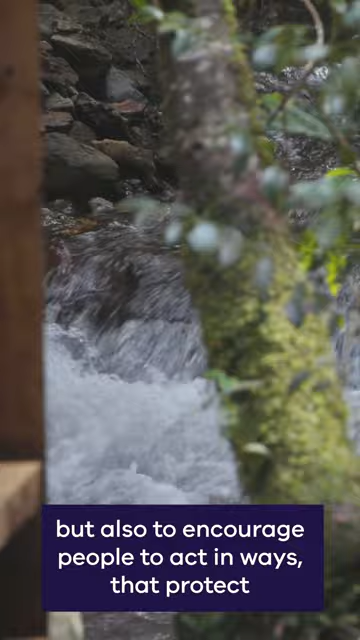 but also to encourage
people to act in ways,
that protect